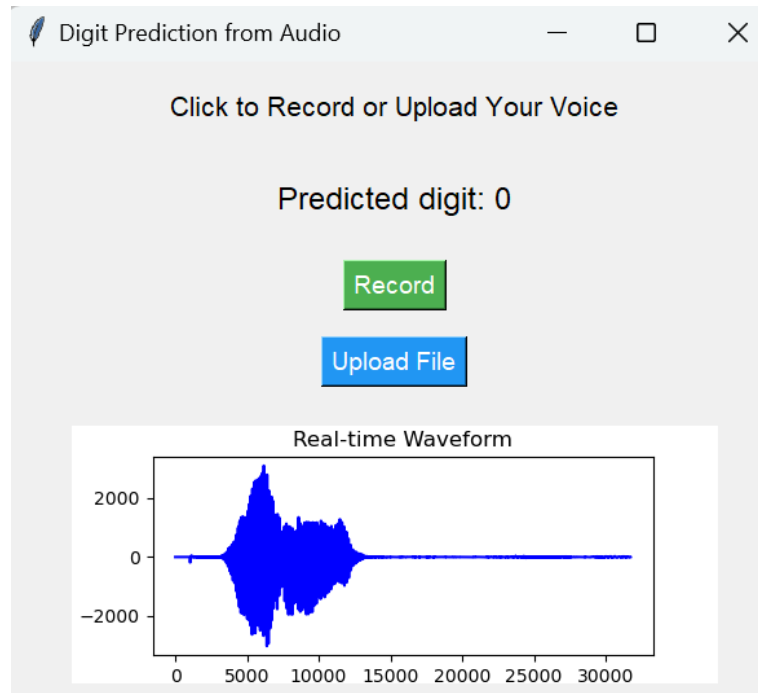 Digit Prediction from Audio
Click to Record or Upload Your Voice
Predicted digit: 0
Record
Upload File
Real-time Waveform
2000
0
−2000
0 5000 10000 15000 20000 25000 30000